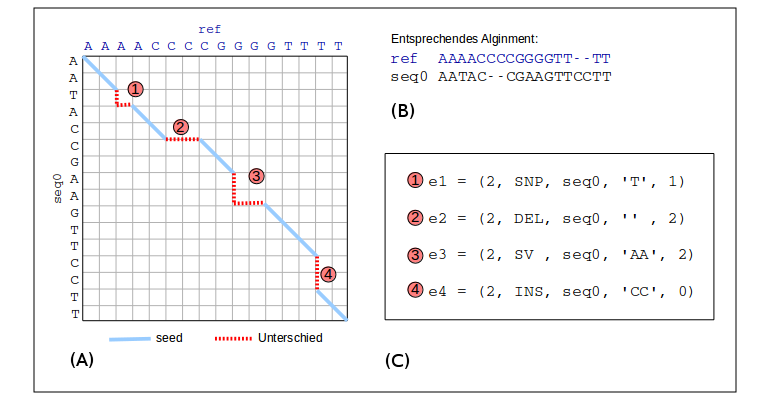 ref
A A A A C C C C G G G G T T T T
seq0
A
A
T
A
C
C
G
A
A
G
T
T
C
C
T
T
1
2
3
4
seed
Unterschied
(A)
Entsprechendes Alginment:
ref AAAACCCCGGGGTT--TT
seq0 AATAC--CGAAGTTCCTT
(B)
1 e1 = (2, SNP, seq0, 'T', 1)
2 e2 = (2, DEL, seq0, '' , 2)
3 e3 = (2, SV , seq0, 'AA', 2)
4 e4 = (2, INS, seq0, 'CC', 0)
(C)